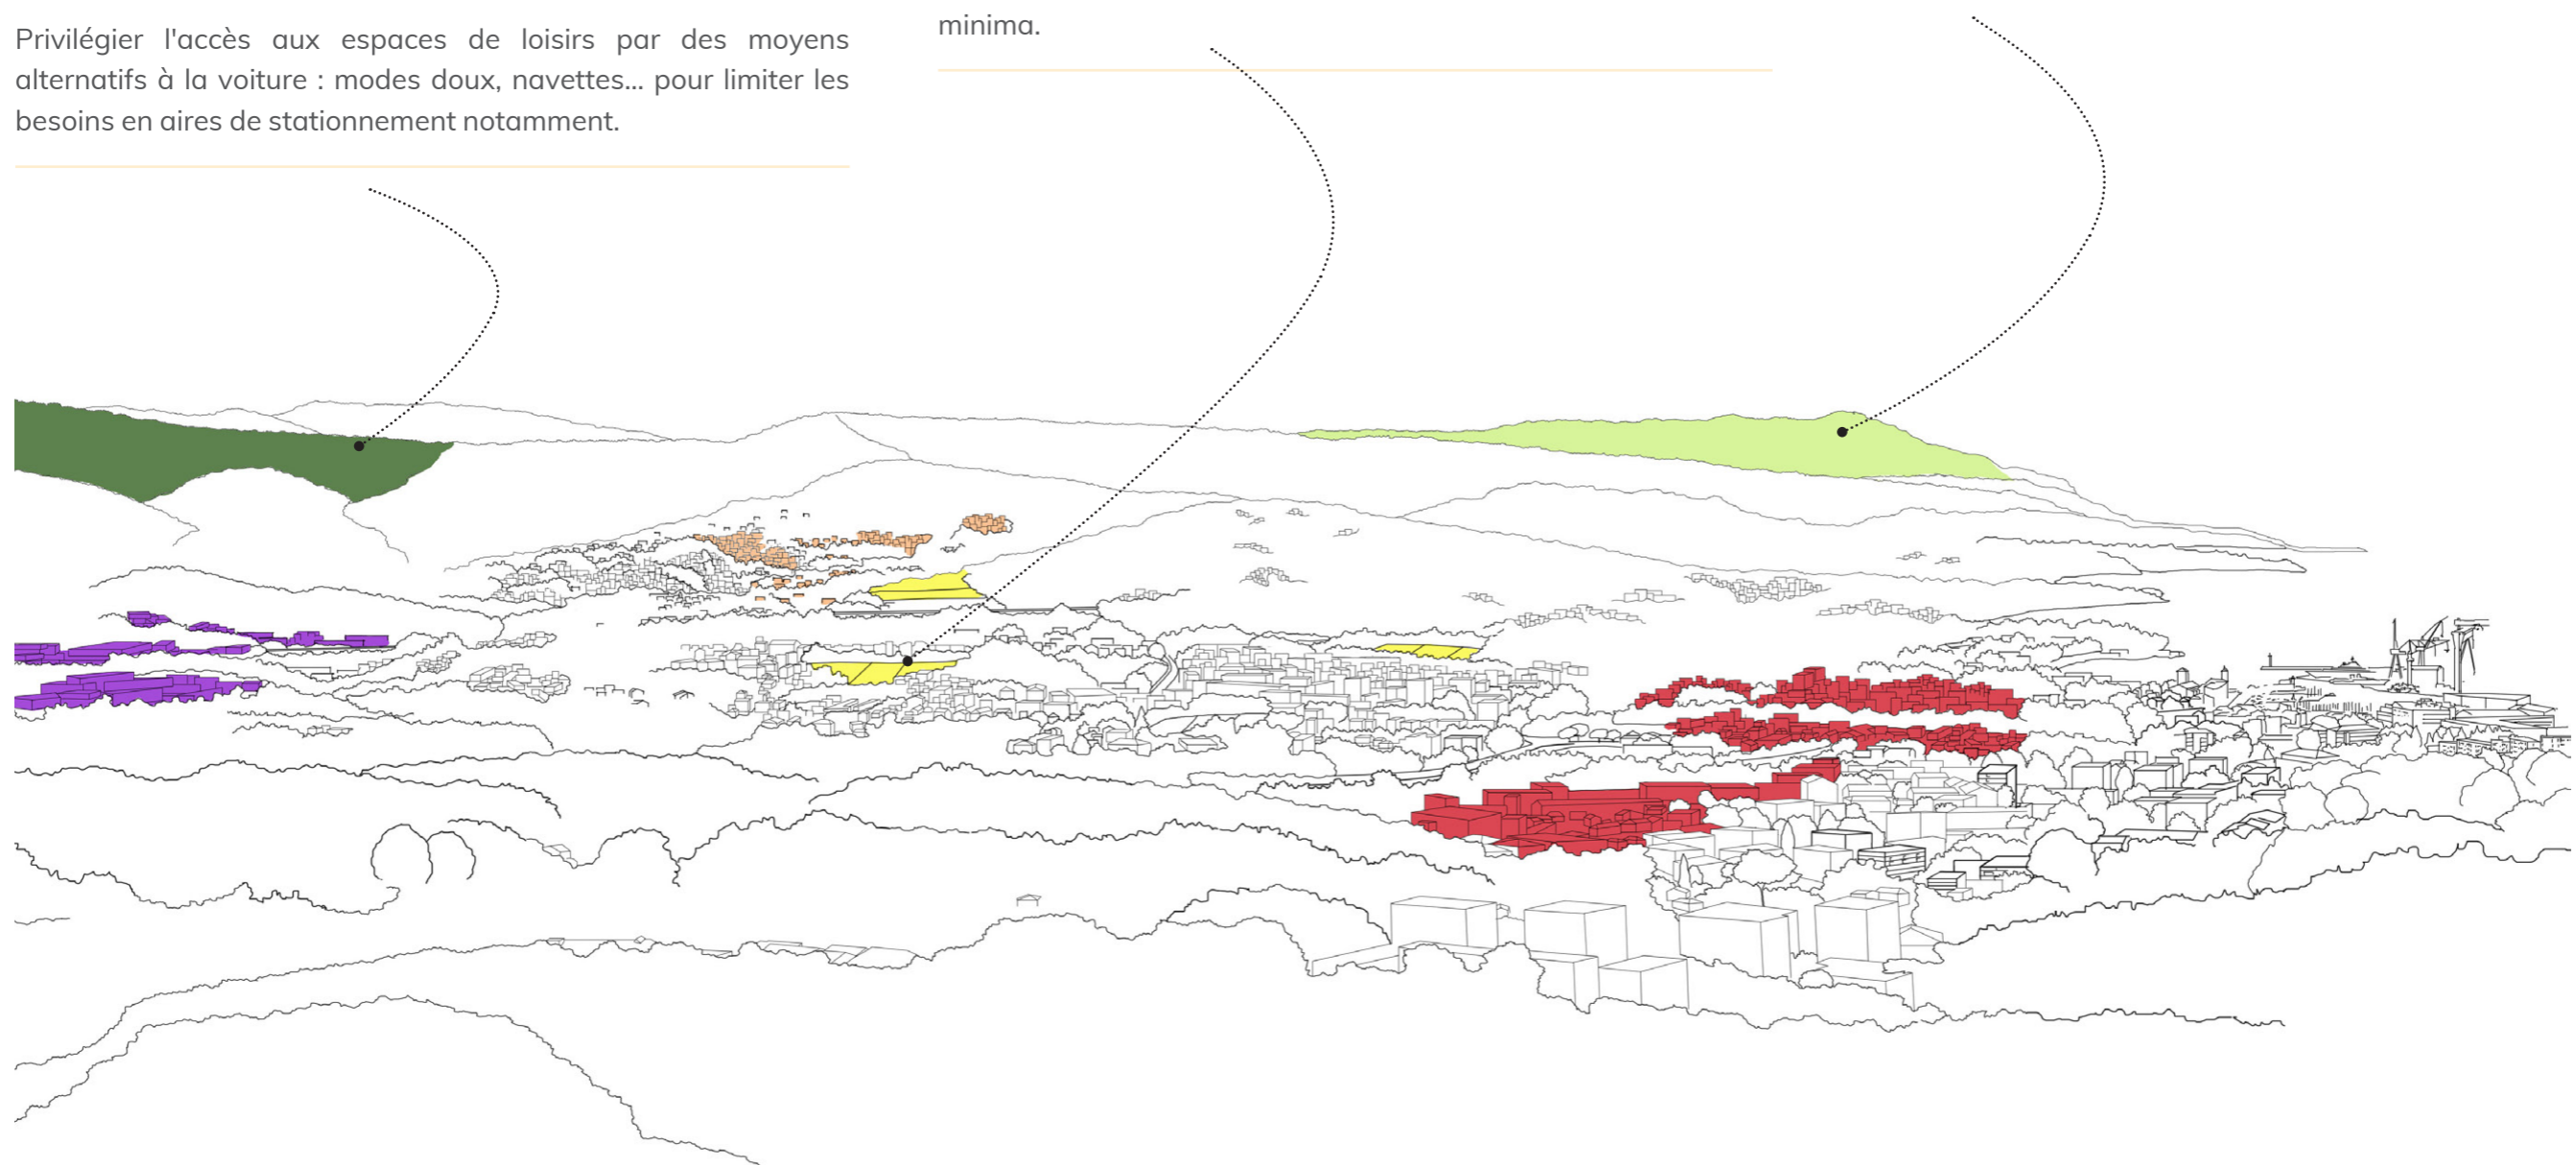 Privilégier l'accès aux espaces de loisirs par des moyens
alternatifs à la voiture : modes doux, navettes... pour limiter les
besoins en aires de stationnement notamment.
minima.